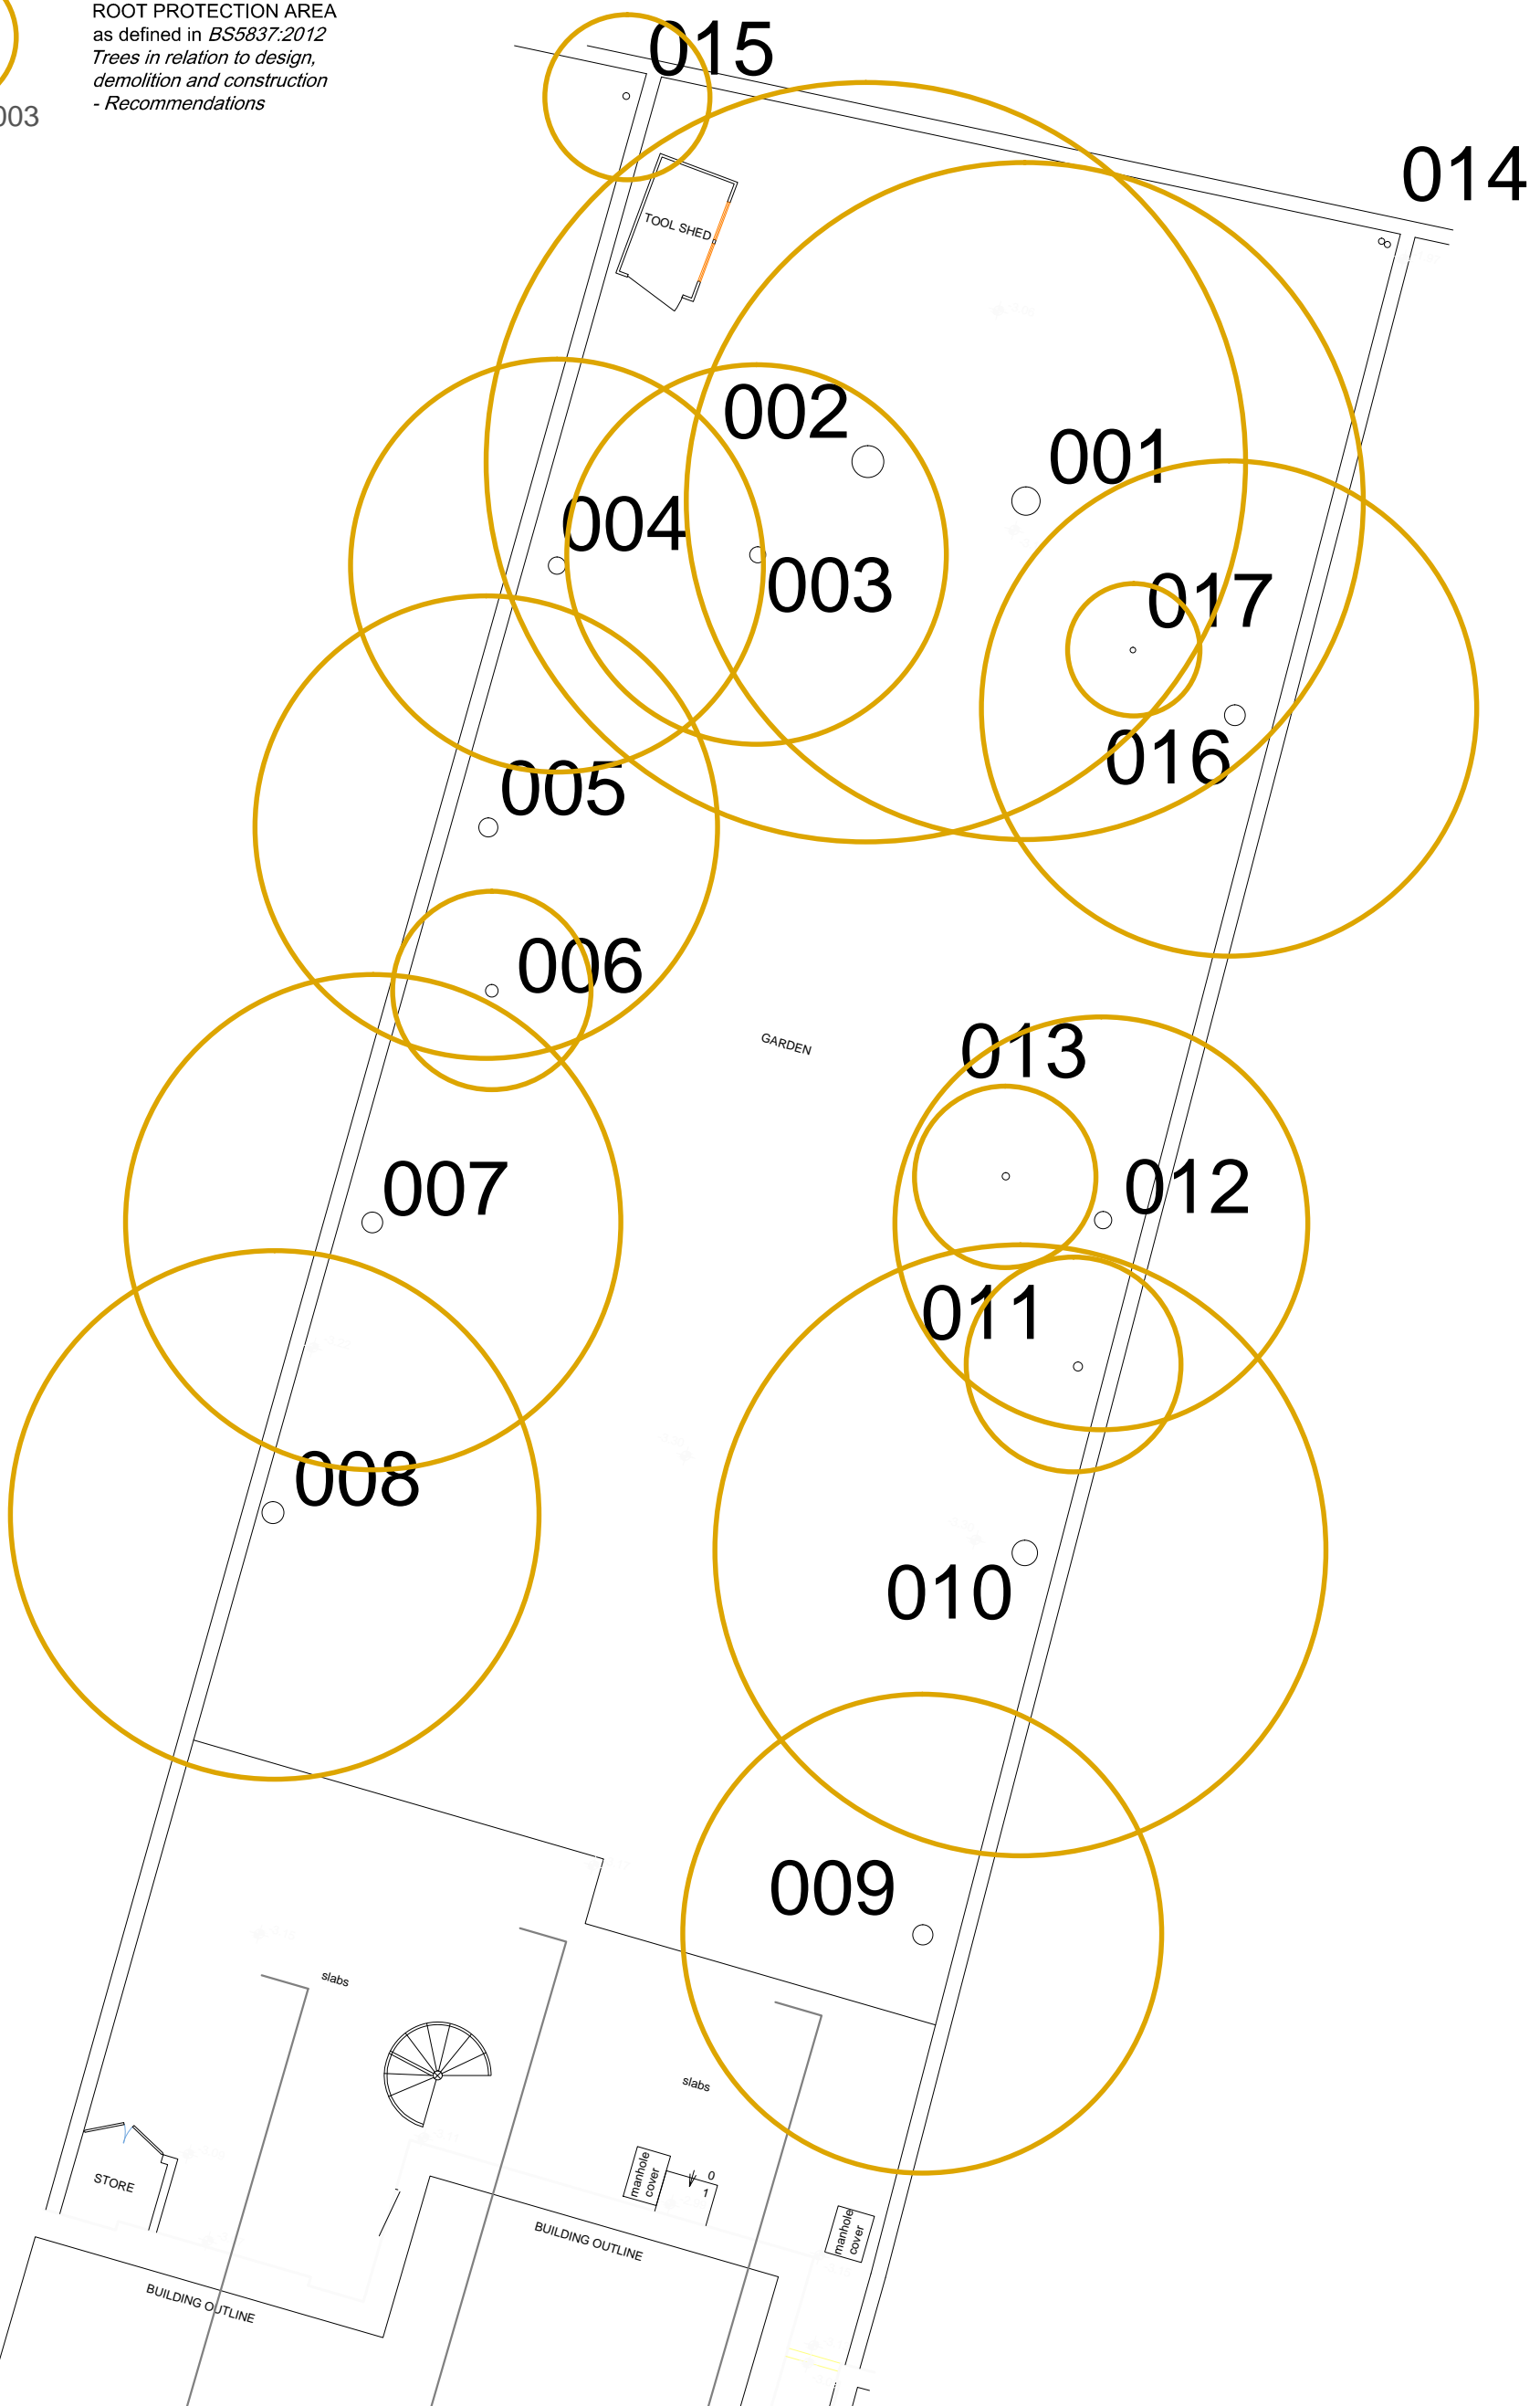 ROOT PROTECTION AREA
as defined in BS5837:2012
Trees in relation to design,
demolition and construction
- Recommendations
003
015
014
TOOL SHED
002
001
004
003
017
016
005
006
GARDEN
013
007
012
011
008
010
009
slabs
slabs
STORE
manhole
cover
0
1
manhole
cover
BUILDING OUTLINE
BUILDING OUTLINE